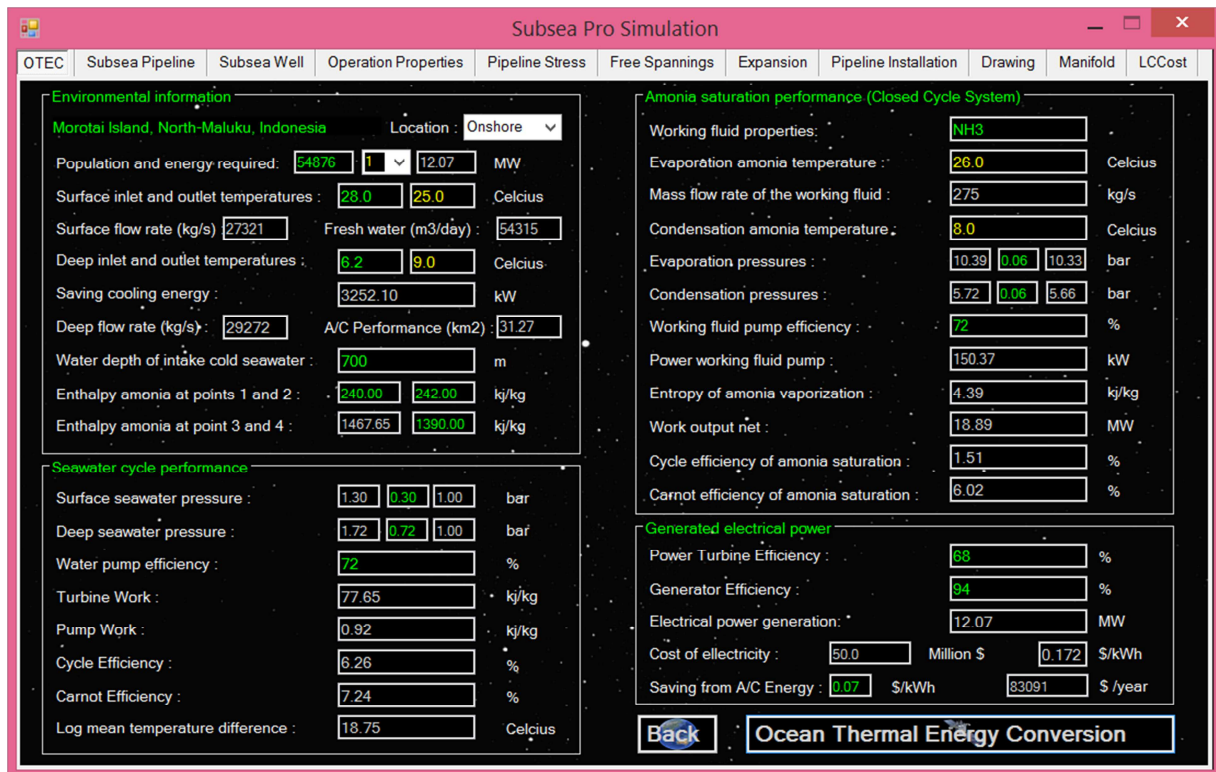 Subsea Pro Simulation
OTEC Subsea Pipeline Subsea Well Operation Properties Pipeline Stress Free Spannings Expansion Pipeline Installation Drawing Manifold LCCost
Environmental information
Morotai Island, North-Maluku, Indonesia Location : Onshore
Population and energy required: 54876 1 12.07 MW
Surface inlet and outlet temperatures : 28.0 25.0 Celcius
Surface flow rate (kg/s) : 27321 Fresh water (m3/day) : 54315
Deep inlet and outlet temperatures : 6.2 9.0 Celcius
Saving cooling energy : 3252.10 kW
Deep flow rate (kg/s) : 29272 A/C Performance (km2) : 31.27
Water depth of intake cold seawater : 700 m
Enthalpy amonia at points 1 and 2 : 240.00 242.00 kj/kg
Enthalpy amonia at point 3 and 4 : 1467.65 1390.00 kj/kg
Seawater cycle performance
Surface seawater pressure : 1.30 0.30 1.00 bar
Deep seawater pressure : 1.72 0.72 1.00 bar
Water pump efficiency : 72 %
Turbine Work : 77.65 kj/kg
Pump Work : 0.92 kj/kg
Cycle Efficiency : 6.26 %
Carnot Efficiency : 7.24 %
Log mean temperature difference : 18.75 Celcius
Amonia saturation performance (Closed Cycle System)
Working fluid properties: NH3
Evaporation amonia temperature : 26.0 Celcius
Mass flow rate of the working fluid : 275 kg/s
Condensation amonia temperature : 8.0 Celcius
Evaporation pressures : 10.39 0.06 10.33 bar
Condensation pressures : 5.72 0.06 5.66 bar
Working fluid pump efficiency : 72 %
Power working fluid pump : 150.37 kW
Entropy of amonia vaporization : 4.39 kj/kg
Work output net : 18.89 MW
Cycle efficiency of amonia saturation : 1.51 %
Carnot efficiency of amonia saturation : 6.02 %
Generated electrical power
Power Turbine Efficiency : 68 %
Generator Efficiency : 94 %
Electrical power generation: 12.07 MW
Cost of ellectricity : 50.0 Million $ 0.172 $/kWh
Saving from A/C Energy : 0.07 $/kWh 83091 $ /year
Back Ocean Thermal Energy Conversion